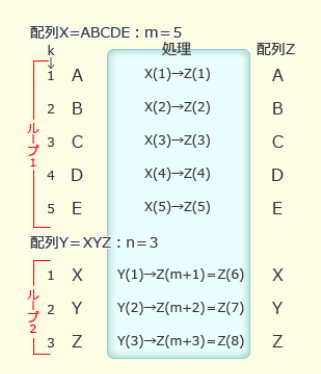 配列X=ABCDE:m=5
k 処理 配列Z
↓
1 A X(1)→Z(1) A
2 B X(2)→Z(2) B
ループ1
3 C X(3)→Z(3) C
4 D X(4)→Z(4) D
5 E X(5)→Z(5) E
配列Y=XYZ:n=3
1 X Y(1)→Z(m+1)=Z(6) X
ループ2
2 Y Y(2)→Z(m+2)=Z(7) Y
3 Z Y(3)→Z(m+3)=Z(8) Z